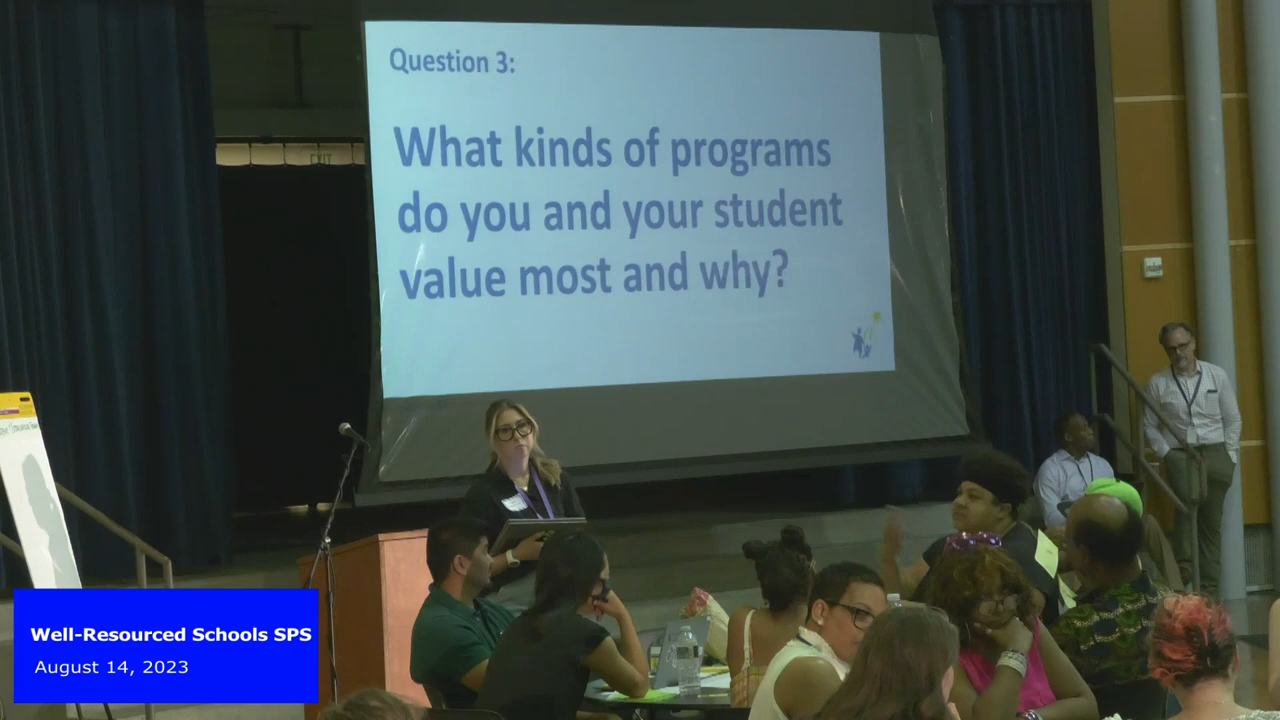 Question 3:
What kinds of programs
do you and your student
value most and why?
EXIT
Well-Resourced Schools SPS
August 14, 2023